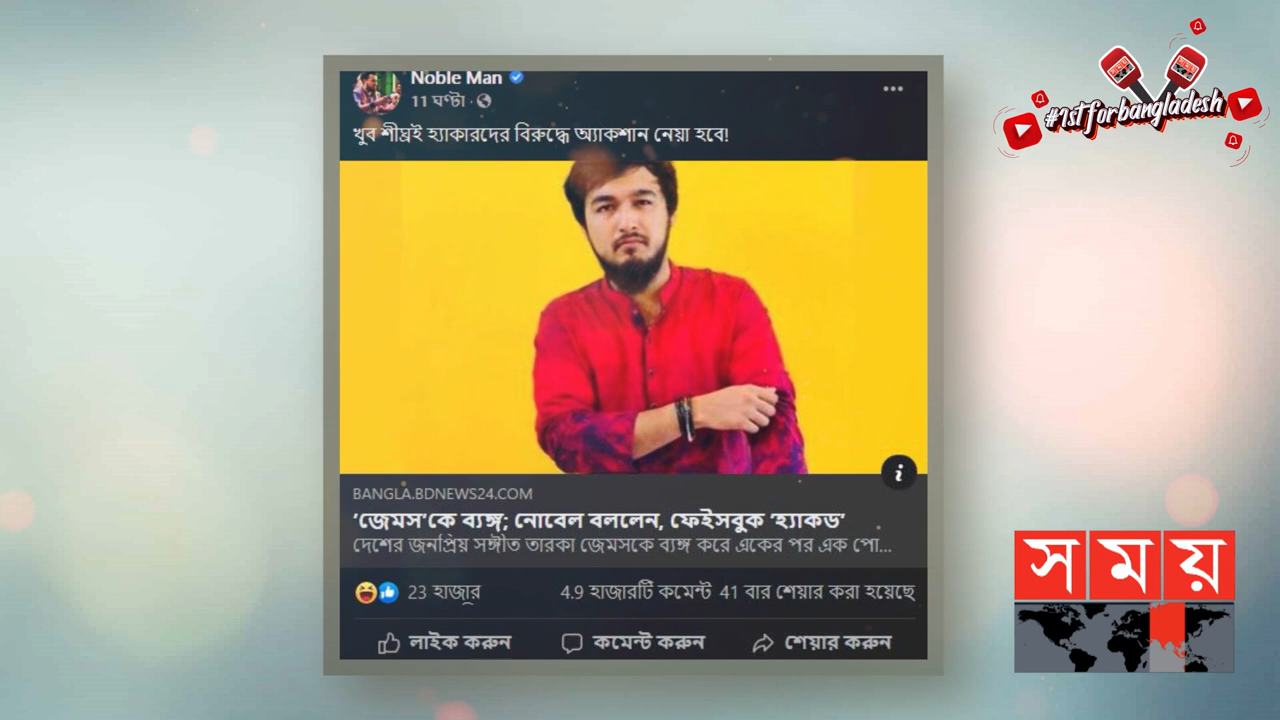 Noble Man
11 ঘণ্টা ·
খুব শীঘ্রই হ্যাকারদের বিরুদ্ধে অ্যাকশান নেয়া হবে!
#1stforbangladesh
i
BANGLA.BDNEWS24.COM
‘জেমস’কে ব্যঙ্গ; নোবেল বললেন, ফেইসবুক ‘হ্যাকড’
দেশের জনপ্রিয় সঙ্গীত তারকা জেমসকে ব্যঙ্গ করে একের পর এক পো...
23 হাজার 4.9 হাজারটি কমেন্ট 41 বার শেয়ার করা হয়েছে
লাইক করুন কমেন্ট করুন শেয়ার করুন
সময়